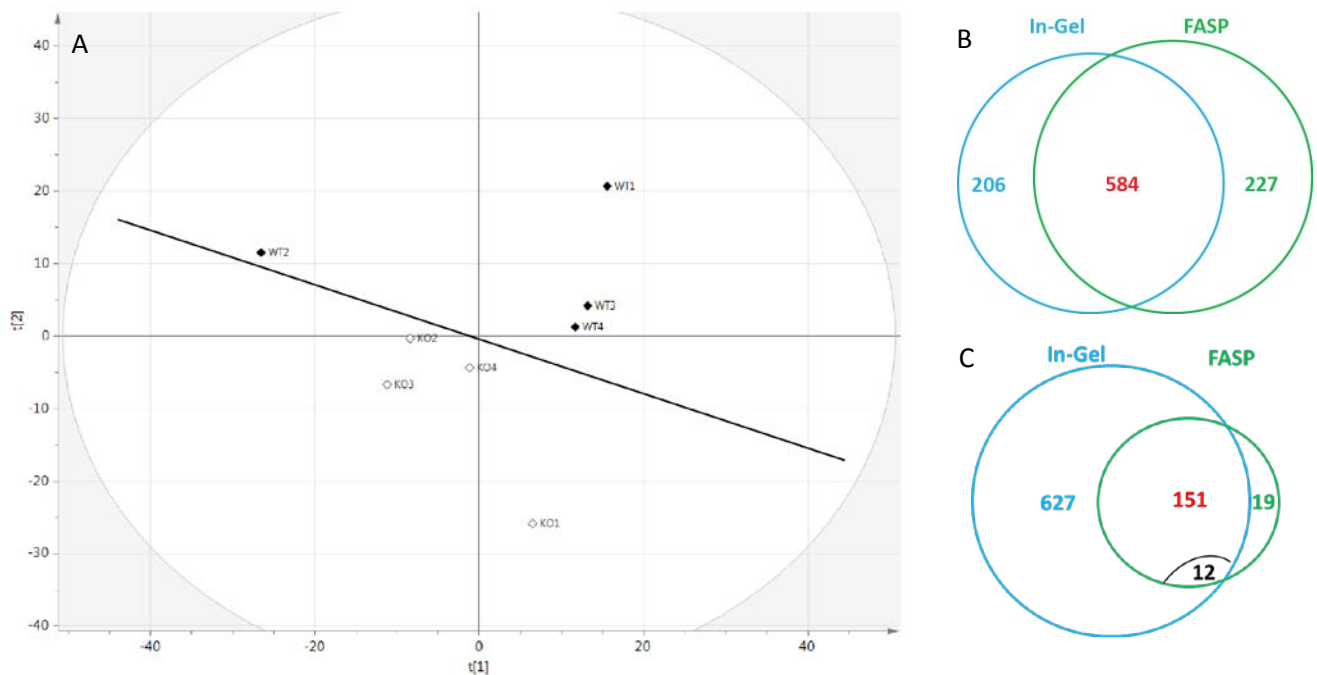 A
40
30
20
10
0
-10
-20
-30
-40
t[2]
WT1
WT2
WT3
WT4
KO2
KO4
KO3
KO1
-40
-20
0
20
40
t[1]
B
In-Gel FASP
206 584 227
C
In-Gel FASP
627 151 19
12